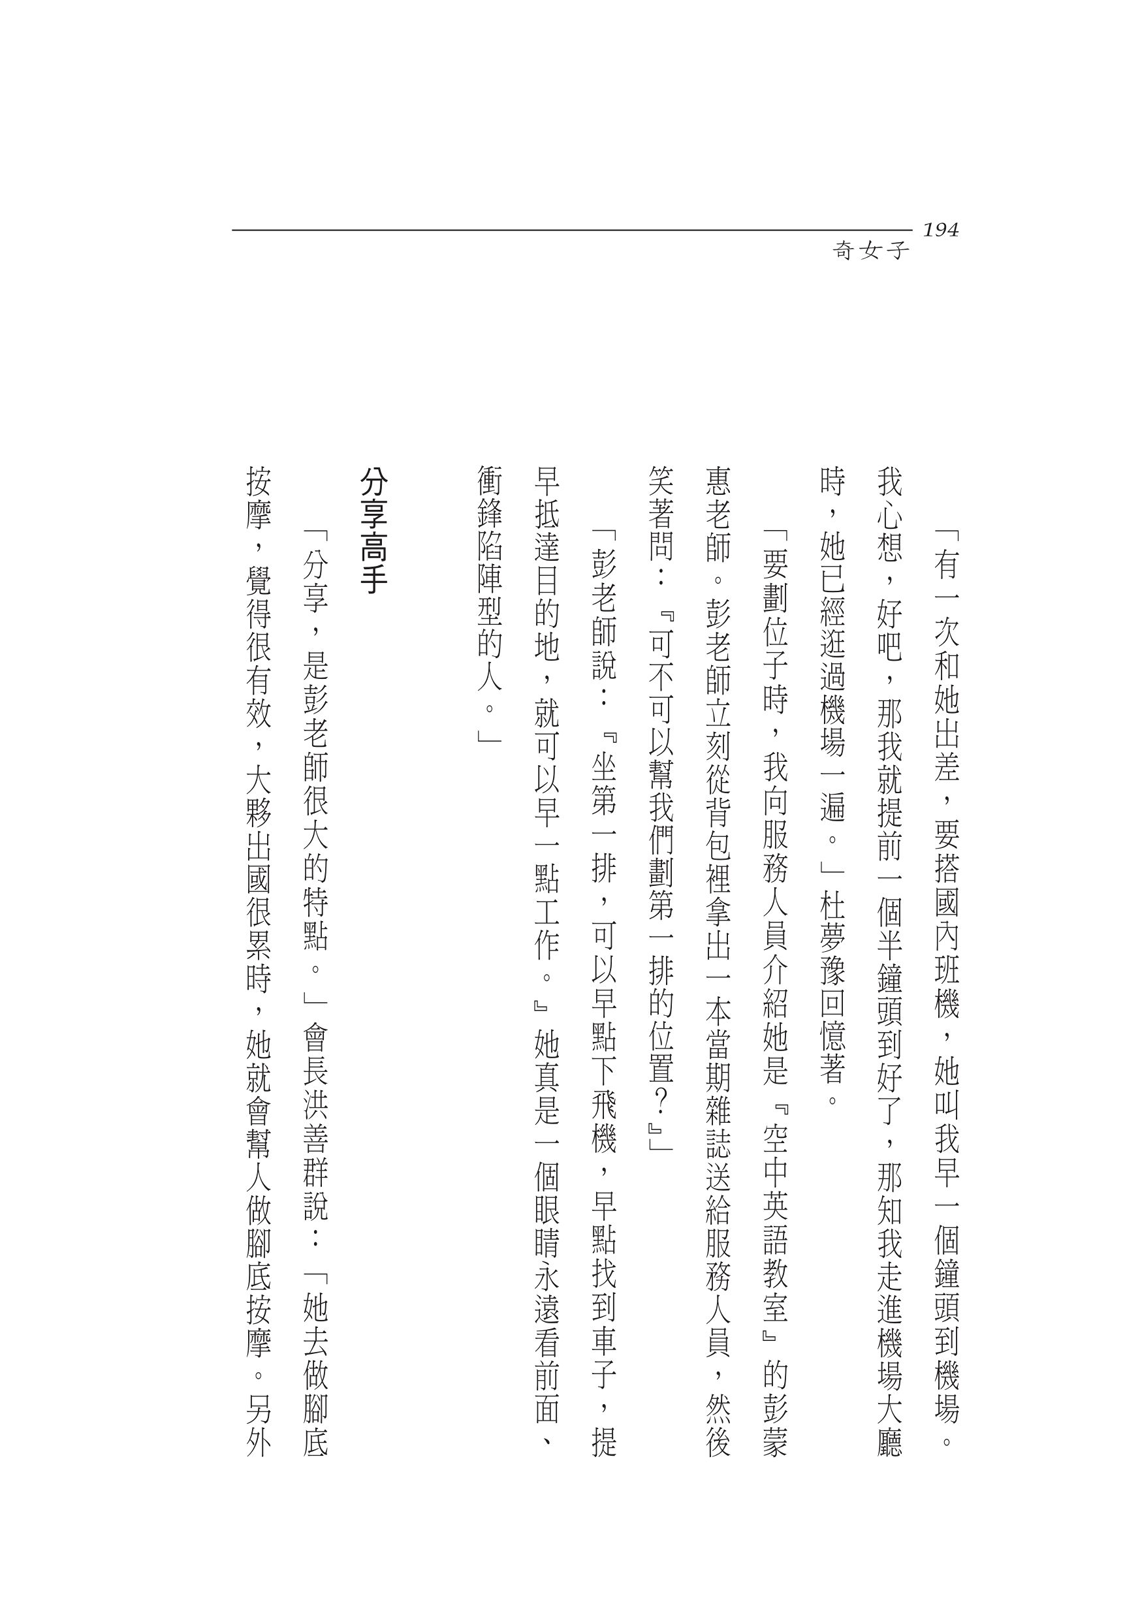 194
奇女子
「有一次和她出差，要搭國內班機，她叫我早一個鐘頭到機場。
我心想，好吧，那我就提前一個半鐘頭到好了，那知我走進機場大廳
時，她已經逛過機場一遍。」杜夢豫回憶著。
「要劃位子時，我向服務人員介紹她是『空中英語教室』的彭蒙
惠老師。彭老師立刻從背包裡拿出一本當期雜誌送給服務人員，然後
笑著問：『可不可以幫我們劃第一排的位置？』」
「彭老師說：『坐第一排，可以早點下飛機，早點找到車子，提
早抵達目的地，就可以早一點工作。』她真是一個眼睛永遠看前面、
衝鋒陷陣型的人。」
分享高手
「分享，是彭老師很大的特點。」會長洪善群說：「她去做腳底
按摩，覺得很有效，大夥出國很累時，她就會幫人做腳底按摩。另外